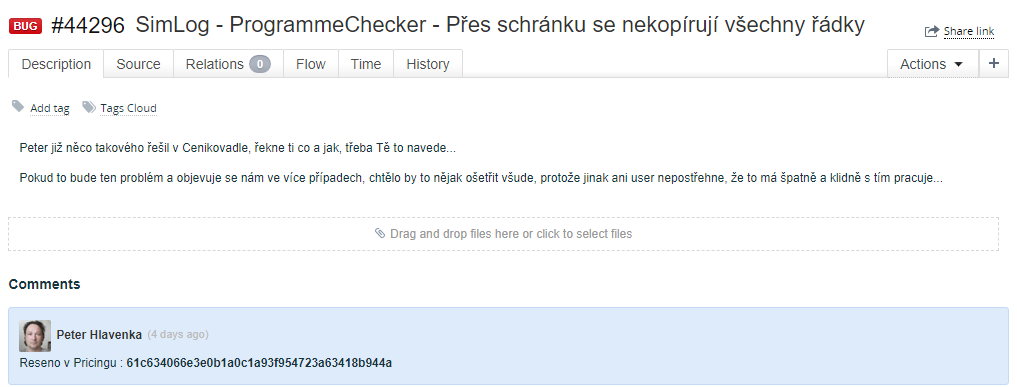 BUG #44296 SimLog - ProgrammeChecker - Přes schránku se nekopírují všechny řádky
Share link
Description Source Relations 0 Flow Time History Actions +
Add tag Tags Cloud
Peter již něco takového řešil v Cenikovadle, řekne ti co a jak, třeba Tě to navede...
Pokud to bude ten problém a objevuje se nám ve více případech, chtělo by to nějak ošetřit všude, protože jinak ani user nepostřehne, že to má špatně a klidně s tím pracuje...
Drag and drop files here or click to select files
Comments
Peter Hlavenka (4 days ago)
Reseno v Pricingu : 61c634066e3e0b1a0c1a93f954723a63418b944a